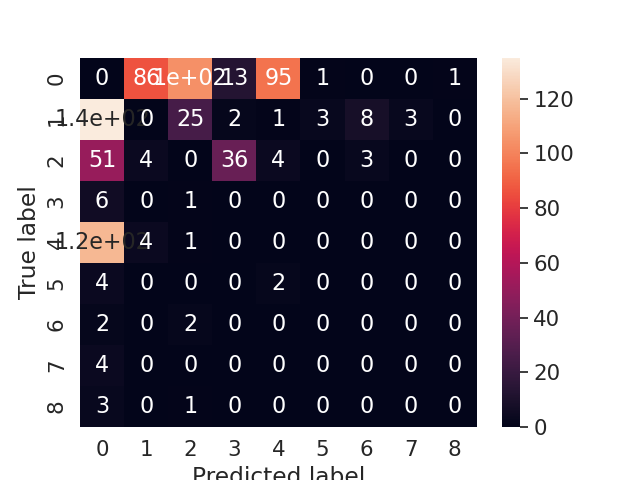 0 0 86 1e+02 13 95 1 0 0 1
1 1.4e+02 0 25 2 1 3 8 3 0
2 51 4 0 36 4 0 3 0 0
3 6 0 1 0 0 0 0 0 0
4 1.2e+02 4 1 0 0 0 0 0 0
5 4 0 0 0 2 0 0 0 0
6 2 0 2 0 0 0 0 0 0
7 4 0 0 0 0 0 0 0 0
8 3 0 1 0 0 0 0 0 0
0 1 2 3 4 5 6 7 8
Predicted label
True label
120
100
80
60
40
20
0